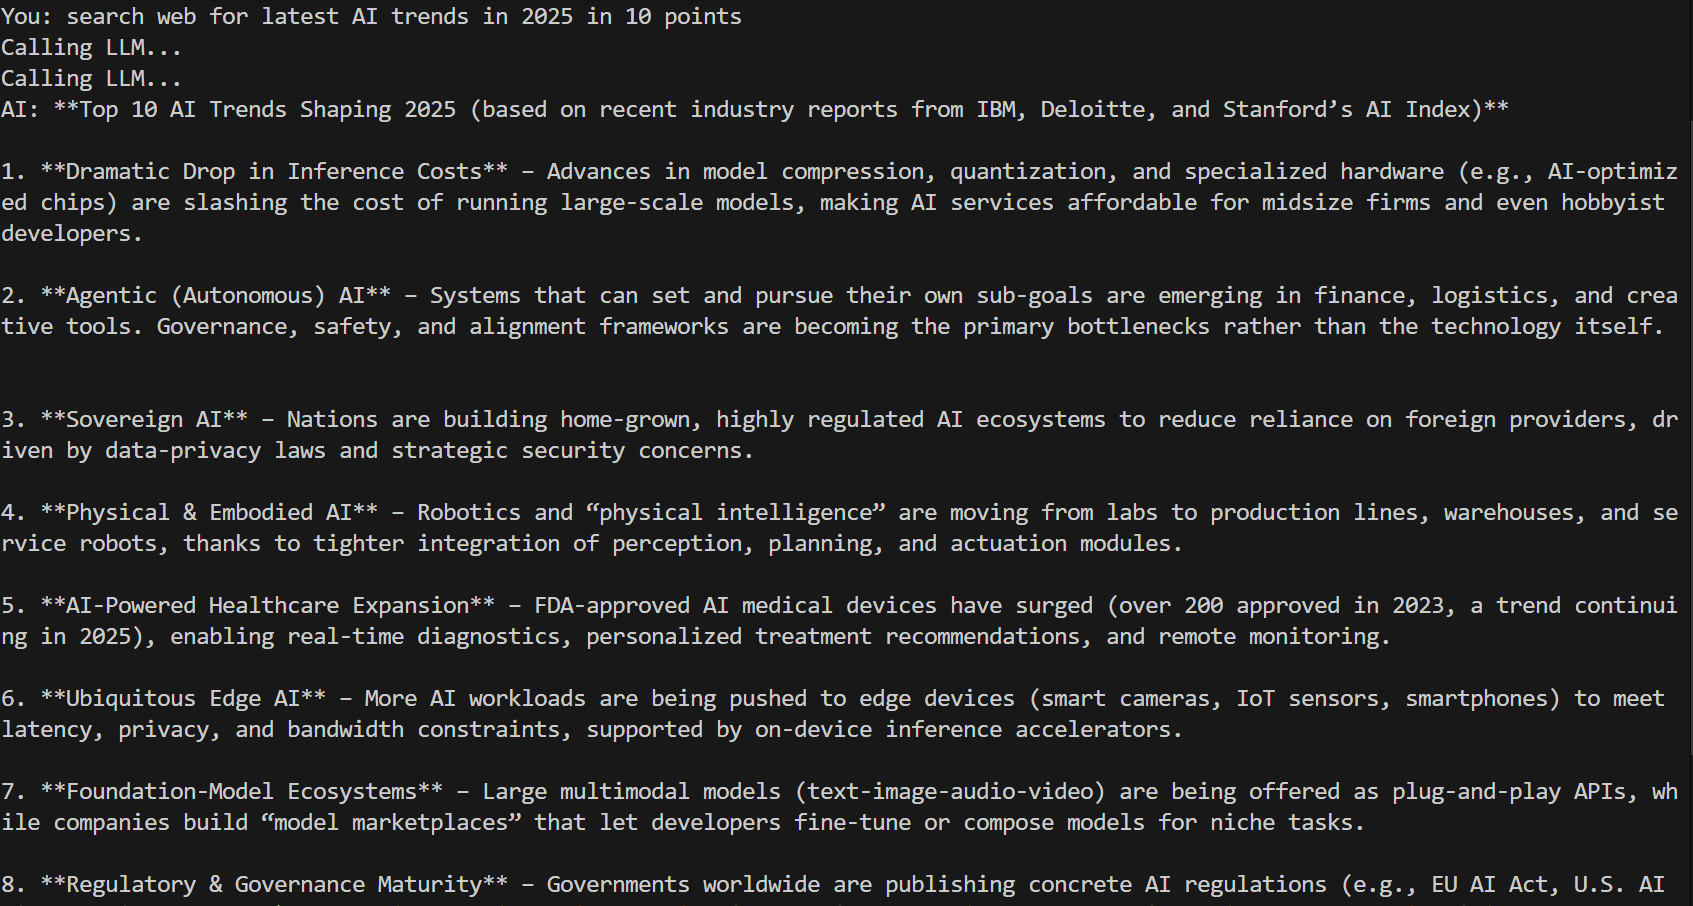 You: search web for latest AI trends in 2025 in 10 points
Calling LLM...
Calling LLM...
AI: **Top 10 AI Trends Shaping 2025 (based on recent industry reports from IBM, Deloitte, and Stanford’s AI Index)**
1. **Dramatic Drop in Inference Costs** – Advances in model compression, quantization, and specialized hardware (e.g., AI-optimiz
ed chips) are slashing the cost of running large-scale models, making AI services affordable for midsize firms and even hobbyist
developers.
2. **Agentic (Autonomous) AI** – Systems that can set and pursue their own sub-goals are emerging in finance, logistics, and crea
tive tools. Governance, safety, and alignment frameworks are becoming the primary bottlenecks rather than the technology itself.
3. **Sovereign AI** – Nations are building home-grown, highly regulated AI ecosystems to reduce reliance on foreign providers, dr
iven by data-privacy laws and strategic security concerns.
4. **Physical & Embodied AI** – Robotics and “physical intelligence” are moving from labs to production lines, warehouses, and se
rvice robots, thanks to tighter integration of perception, planning, and actuation modules.
5. **AI-Powered Healthcare Expansion** – FDA-approved AI medical devices have surged (over 200 approved in 2023, a trend continui
ng in 2025), enabling real-time diagnostics, personalized treatment recommendations, and remote monitoring.
6. **Ubiquitous Edge AI** – More AI workloads are being pushed to edge devices (smart cameras, IoT sensors, smartphones) to meet
latency, privacy, and bandwidth constraints, supported by on-device inference accelerators.
7. **Foundation-Model Ecosystems** – Large multimodal models (text-image-audio-video) are being offered as plug-and-play APIs, wh
ile companies build “model marketplaces” that let developers fine-tune or compose models for niche tasks.
8. **Regulatory & Governance Maturity** – Governments worldwide are publishing concrete AI regulations (e.g., EU AI Act, U.S. AI